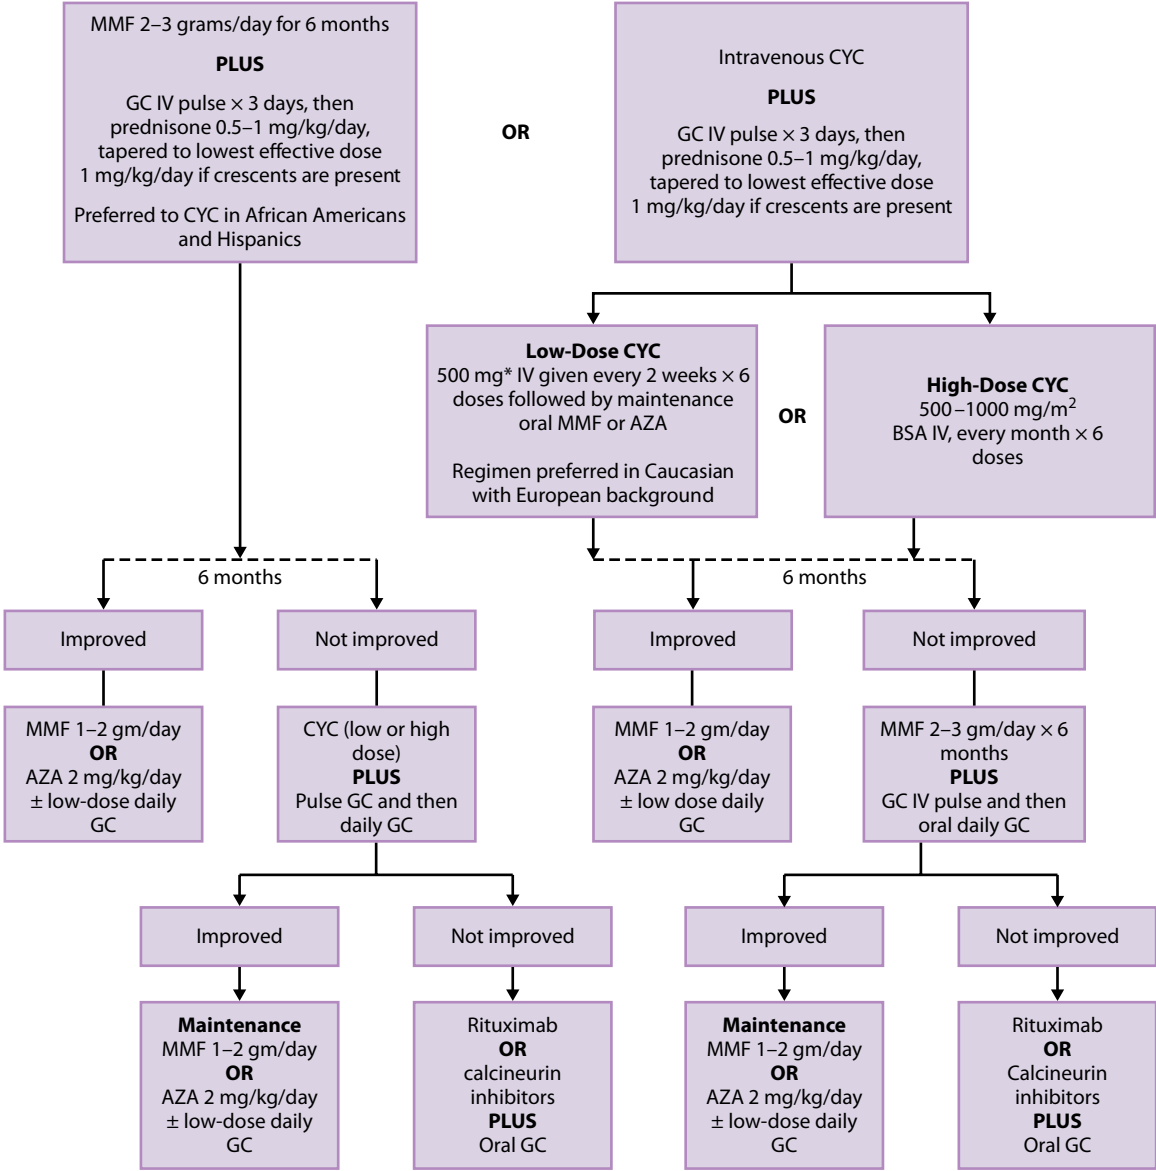 MMF 2–3 grams/day for 6 months
PLUS
GC IV pulse × 3 days, then
prednisone 0.5–1 mg/kg/day,
tapered to lowest effective dose
1 mg/kg/day if crescents are present
Preferred to CYC in African Americans
and Hispanics
OR
Intravenous CYC
PLUS
GC IV pulse × 3 days, then
prednisone 0.5–1 mg/kg/day,
tapered to lowest effective dose
1 mg/kg/day if crescents are present
Low-Dose CYC
500 mg* IV given every 2 weeks × 6
doses followed by maintenance
oral MMF or AZA
Regimen preferred in Caucasian
with European background
OR
High-Dose CYC
500–1000 mg/m²
BSA IV, every month × 6
doses
6 months
6 months
Improved
Not improved
Improved
Not improved
MMF 1–2 gm/day
OR
AZA 2 mg/kg/day
± low-dose daily
GC
CYC (low or high
dose)
PLUS
Pulse GC and then
daily GC
MMF 1–2 gm/day
OR
AZA 2 mg/kg/day
± low dose daily
GC
MMF 2–3 gm/day × 6
months
PLUS
GC IV pulse and then
oral daily GC
Improved
Not improved
Improved
Not improved
Maintenance
MMF 1–2 gm/day
OR
AZA 2 mg/kg/day
± low-dose daily
GC
Rituximab
OR
calcineurin
inhibitors
PLUS
Oral GC
Maintenance
MMF 1–2 gm/day
OR
AZA 2 mg/kg/day
± low-dose daily
GC
Rituximab
OR
Calcineurin
inhibitors
PLUS
Oral GC